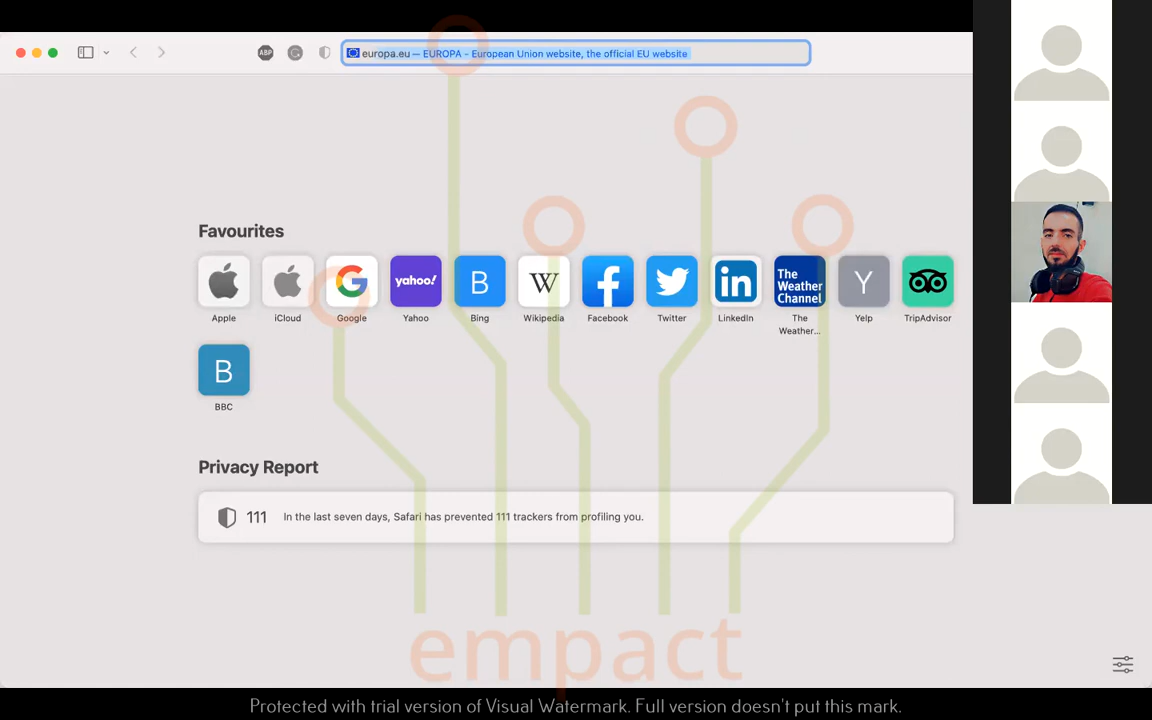 europa.eu — EUROPA - European Union website, the official EU website
Favourites
yahoo!
B
W
The Weather Channel
Y
Apple
iCloud
Google
Yahoo
Bing
Wikipedia
Facebook
Twitter
LinkedIn
The Weather...
Yelp
TripAdvisor
B
BBC
Privacy Report
111 In the last seven days, Safari has prevented 111 trackers from profiling you.
empact
Protected with trial version of Visual Watermark. Full version doesn't put this mark.
ABP
G
f
in